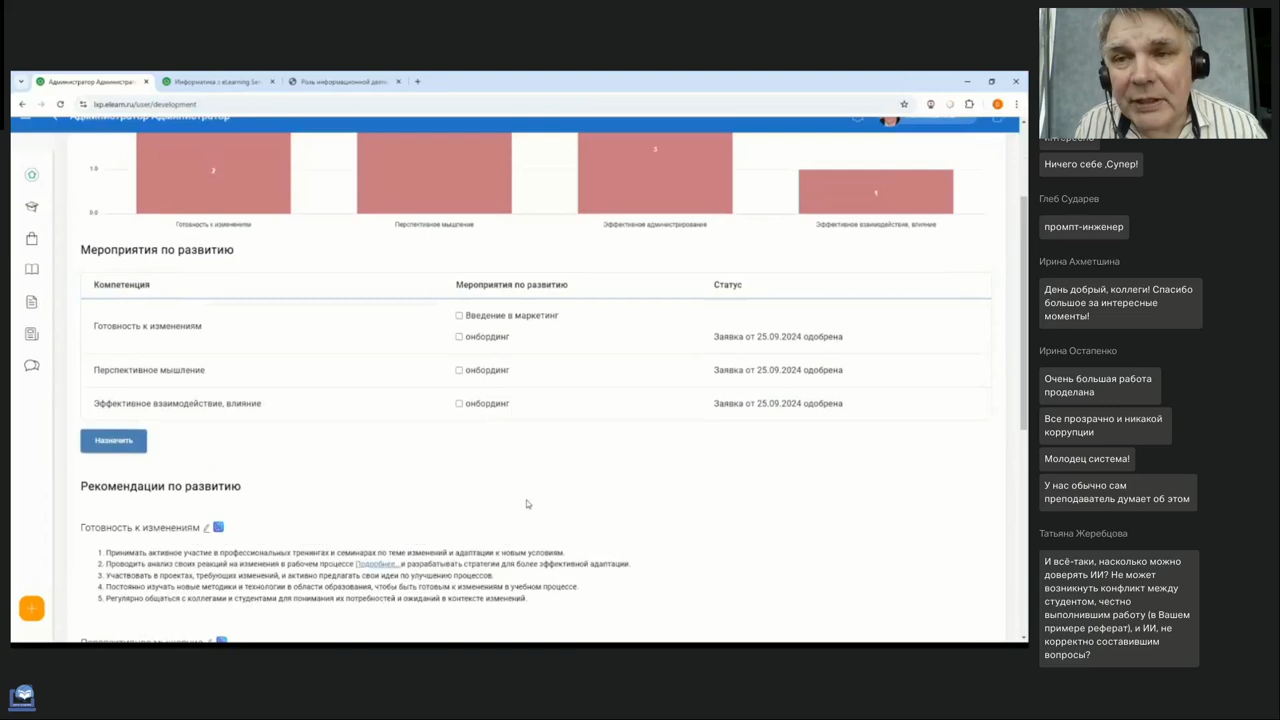 Администратор Администра
Информатика z eLearning Se
Роль информационной деят
lxp.elearn.ru/user/development
Администратор Администратор
1.0
0.0
2
3
1
Готовность к изменениям
Перспективное мышление
Эффективное администрирование
Эффективное взаимодействие, влияние
Мероприятия по развитию
Компетенция
Мероприятия по развитию
Статус
Готовность к изменениям
Введение в маркетинг
онбординг
Заявка от 25.09.2024 одобрена
Перспективное мышление
онбординг
Заявка от 25.09.2024 одобрена
Эффективное взаимодействие, влияние
онбординг
Заявка от 25.09.2024 одобрена
Назначить
Рекомендации по развитию
Готовность к изменениям
1. Принимать активное участие в профессиональных тренингах и семинарах по теме изменений и адаптации к новым условиям.
2. Проводить анализ своих реакций на изменения в рабочем процессе Подробнее... и разрабатывать стратегии для более эффективной адаптации.
3. Участвовать в проектах, требующих изменений, и активно предлагать свои идеи по улучшению процессов.
4. Постоянно изучать новые методики и технологии в области образования, чтобы быть готовым к изменениям в учебном процессе.
5. Регулярно общаться с коллегами и студентами для понимания их потребностей и ожиданий в контексте изменений.
Перспективное мышление
интересно
Ничего себе ,Супер!
Глеб Сударев
промпт-инженер
Ирина Ахметшина
День добрый, коллеги! Спасибо
большое за интересные
моменты!
Ирина Остапенко
Очень большая работа
проделана
Все прозрачно и никакой
коррупции
Молодец система!
У нас обычно сам
преподаватель думает об этом
Татьяна Жеребцова
И всё-таки, насколько можно
доверять ИИ? Не может
возникнуть конфликт между
студентом, честно
выполнившим работу (в Вашем
примере реферат), и ИИ, не
корректно составившим
вопросы?